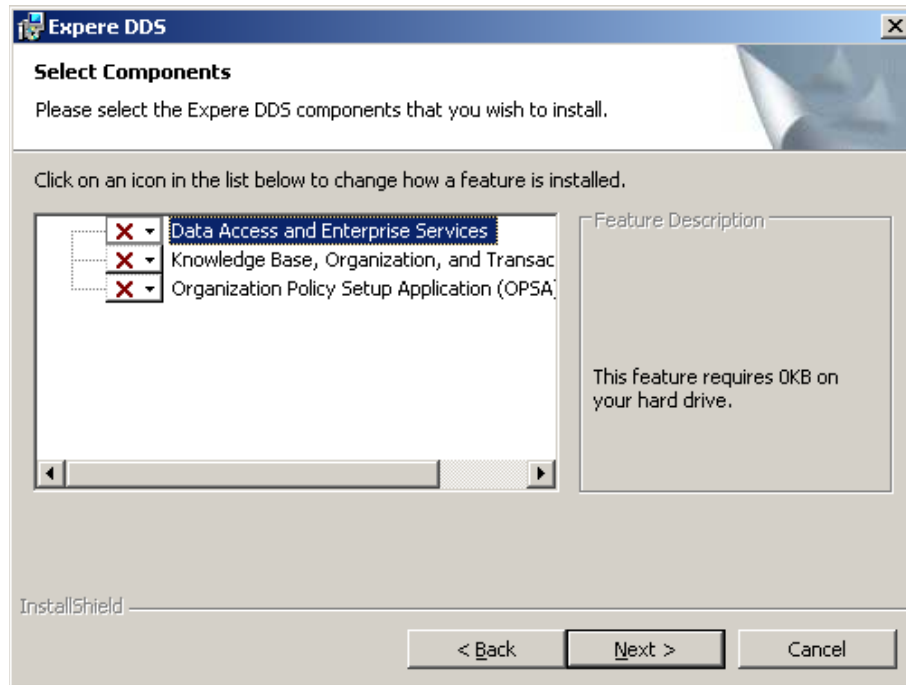 Expere DDS
Select Components
Please select the Expere DDS components that you wish to install.
Click on an icon in the list below to change how a feature is installed.
Data Access and Enterprise Services
Knowledge Base, Organization, and Transac
Organization Policy Setup Application (OPSA)
Feature Description
This feature requires 0KB on
your hard drive.
InstallShield
< Back
Next >
Cancel